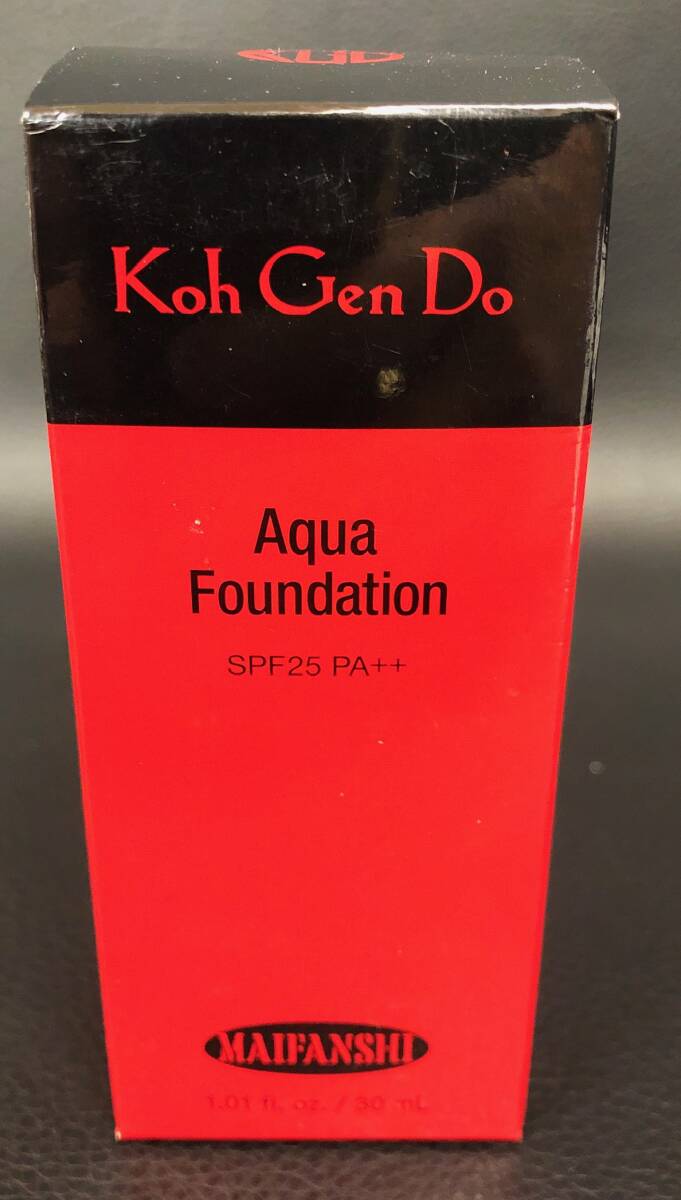 Koh Gen Do
Aqua
Foundation
SPF25 PA++
MAIFANSHI
1.01 fl. oz. / 30 mL